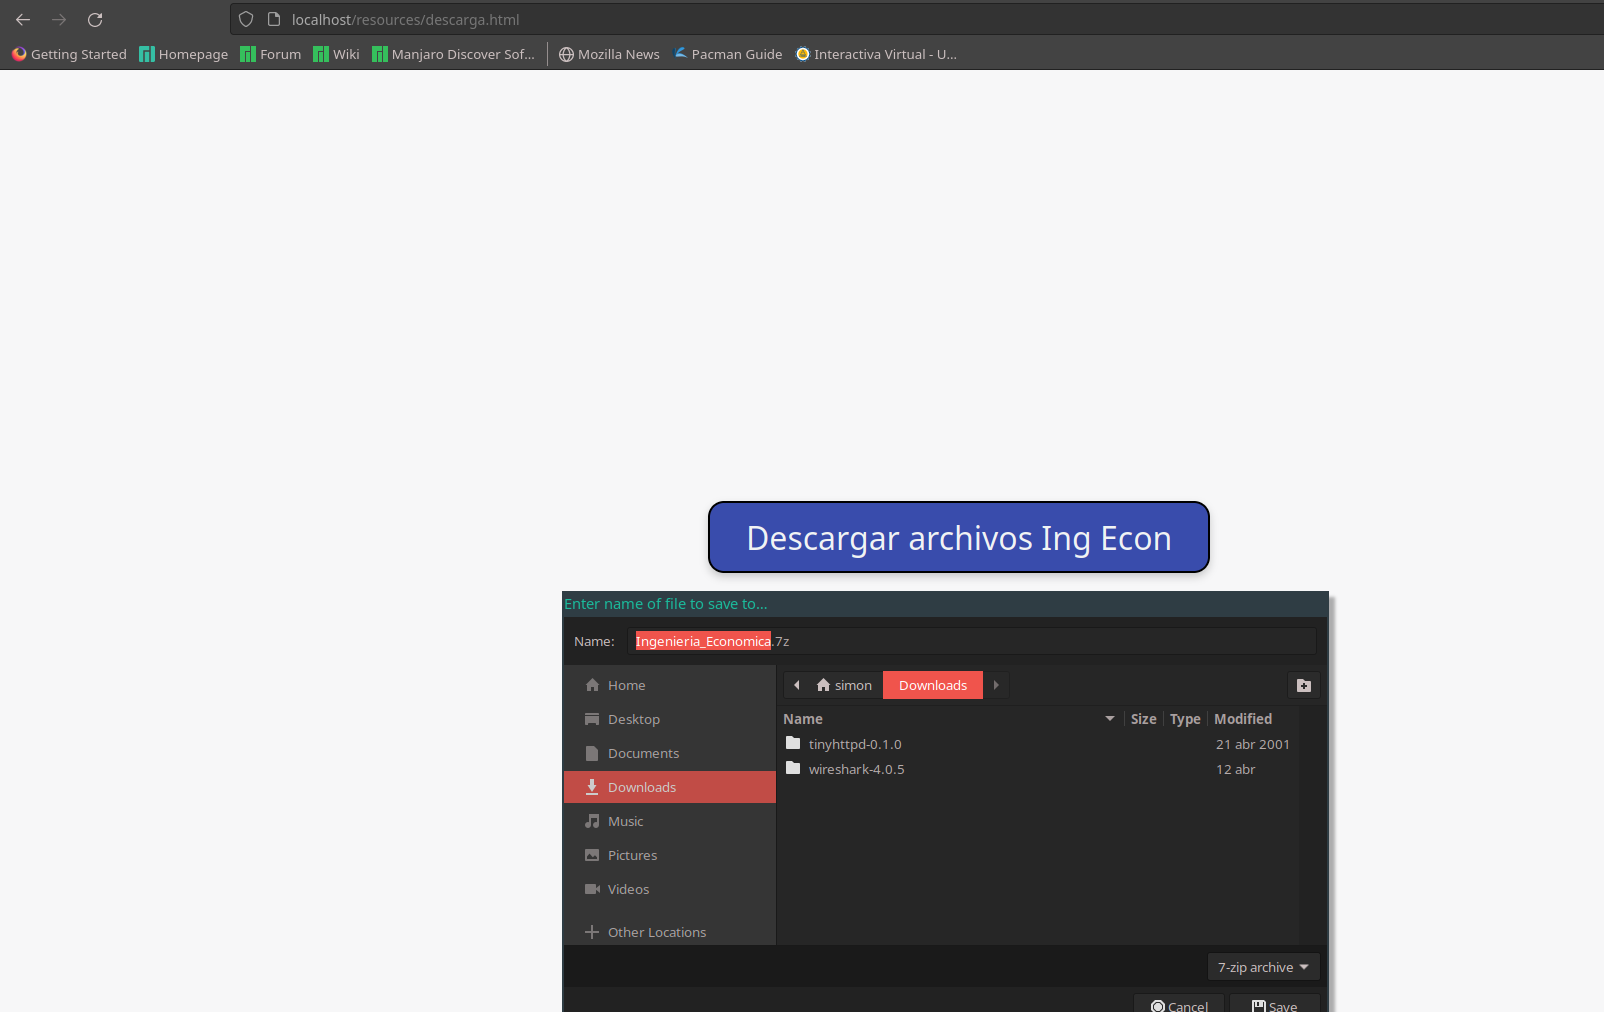 localhost/resources/descarga.html
Getting Started Homepage Forum Wiki Manjaro Discover Sof... Mozilla News Pacman Guide Interactiva Virtual - U...
Descargar archivos Ing Econ
Enter name of file to save to...
Name: Ingenieria_Economica.7z
Home
Desktop
Documents
Downloads
Music
Pictures
Videos
Other Locations
simon Downloads
Name Size Type Modified
tinyhttpd-0.1.0 21 abr 2001
wireshark-4.0.5 12 abr
7-zip archive
Cancel Save